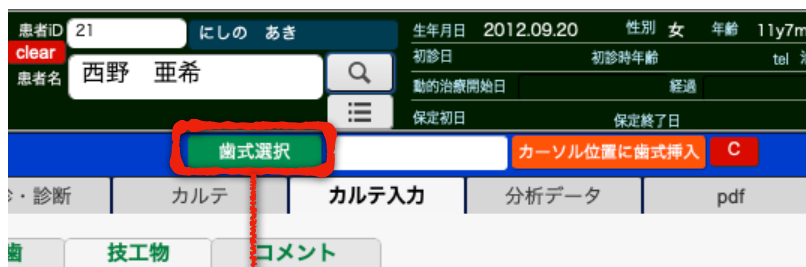 患者iD 21 にしの あき 生年月日 2012.09.20 性別 女 年齢 11y7m
clear 初診日 初診時年齢 tel
患者名 西野 亜希 動的治療開始日 経過
保定初日 保定終了日
歯式選択 カーソル位置に歯式挿入 C
・診断 カルテ カルテ入力 分析データ pdf
歯 技工物 コメント